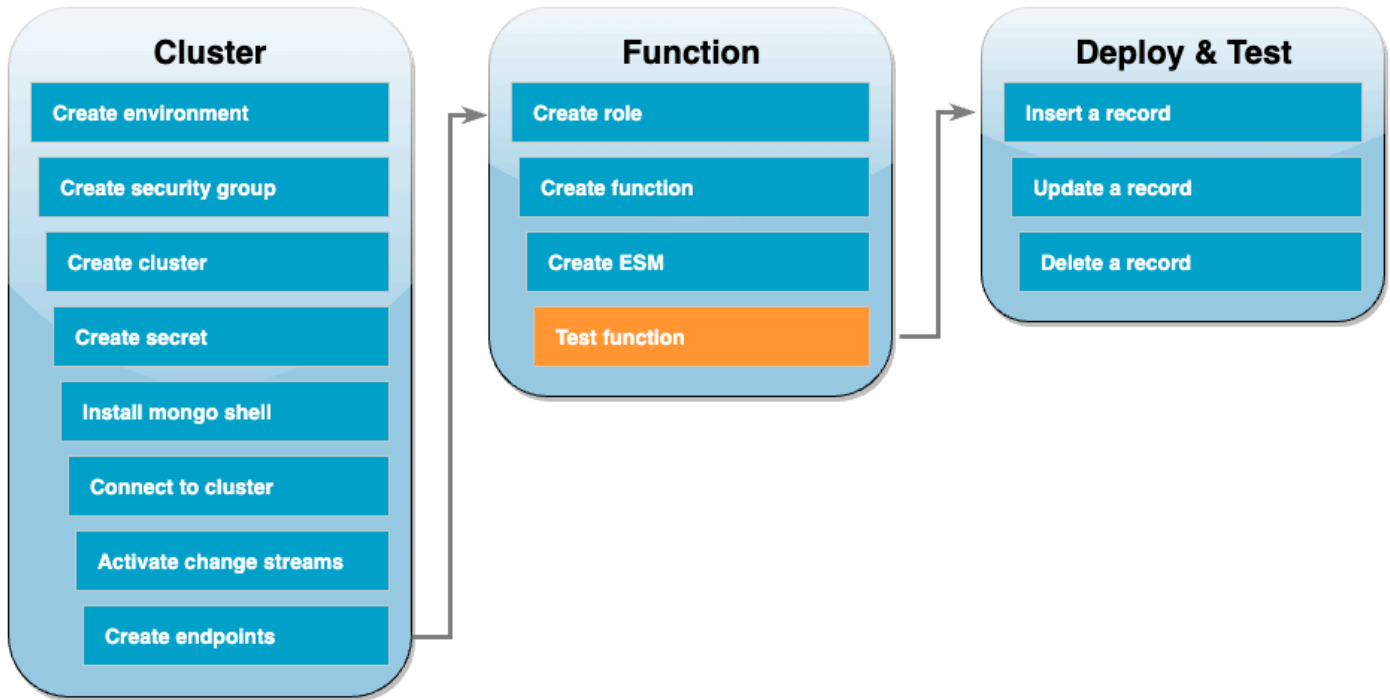 Cluster
Create environment
Create security group
Create cluster
Create secret
Install mongo shell
Connect to cluster
Activate change streams
Create endpoints
Function
Create role
Create function
Create ESM
Test function
Deploy & Test
Insert a record
Update a record
Delete a record